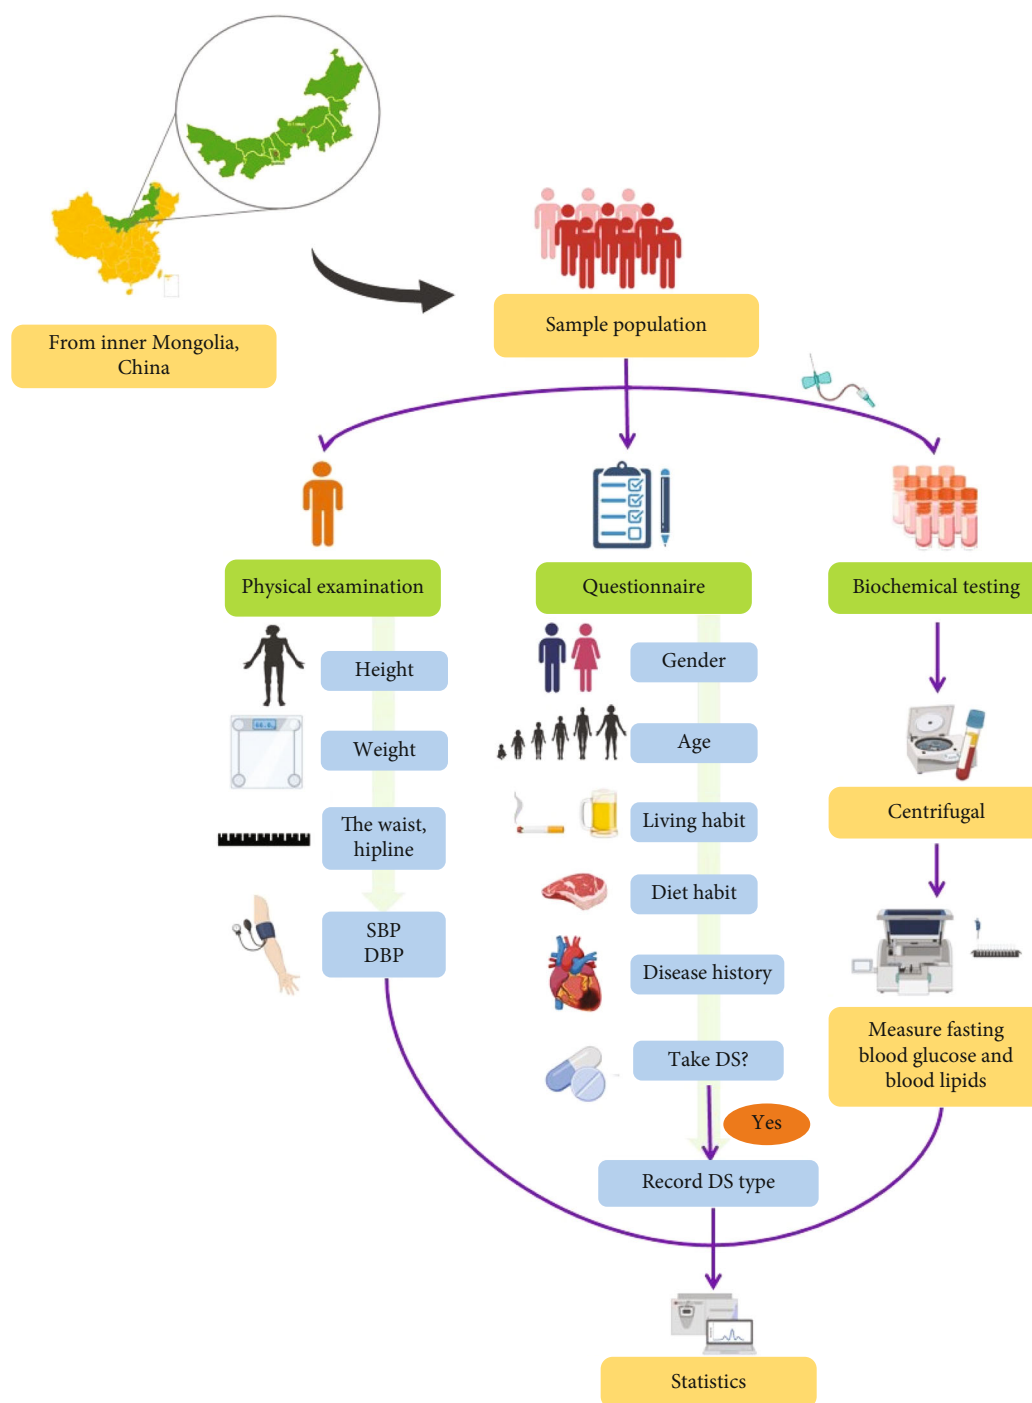 From inner Mongolia,
China
Sample population
Physical examination
Height
Weight
The waist,
hipline
SBP
DBP
Questionnaire
Gender
Age
Living habit
Diet habit
Disease history
Take DS?
Yes
Record DS type
Biochemical testing
Centrifugal
Measure fasting
blood glucose and
blood lipids
Statistics